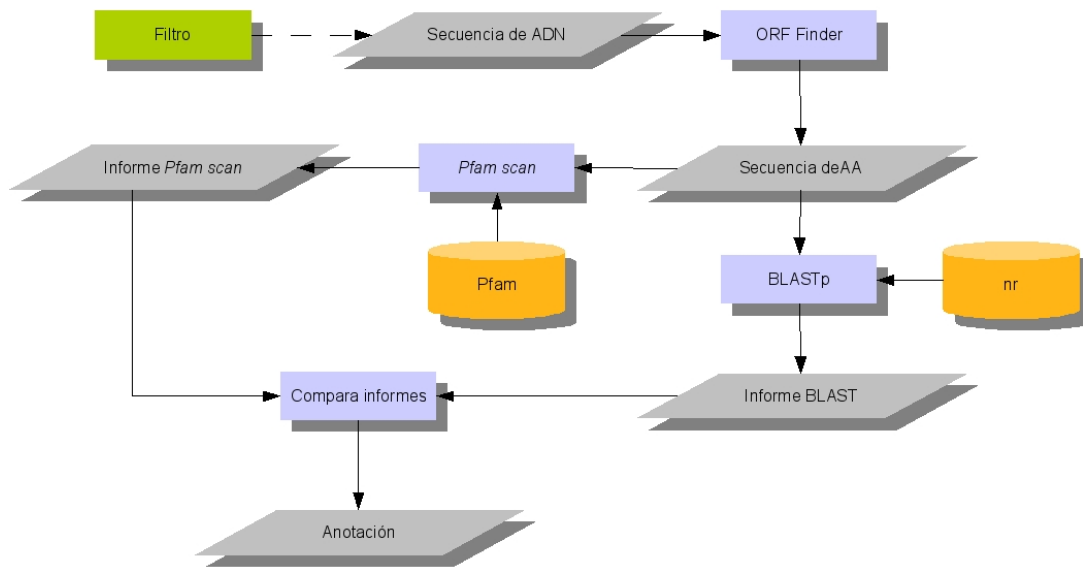 Filtro
Secuencia de ADN
ORF Finder
Informe Pfam scan
Pfam scan
Secuencia deAA
Pfam
BLASTp
nr
Compara informes
Informe BLAST
Anotación